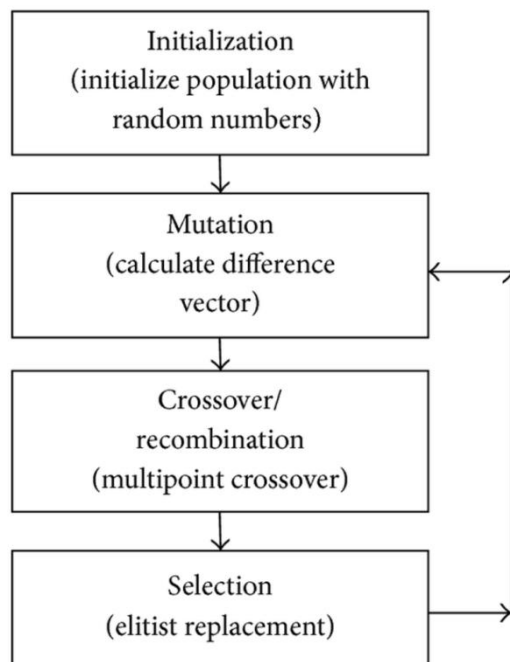 Initialization
(initialize population with
random numbers)
Mutation
(calculate difference
vector)
Crossover/
recombination
(multipoint crossover)
Selection
(elitist replacement)